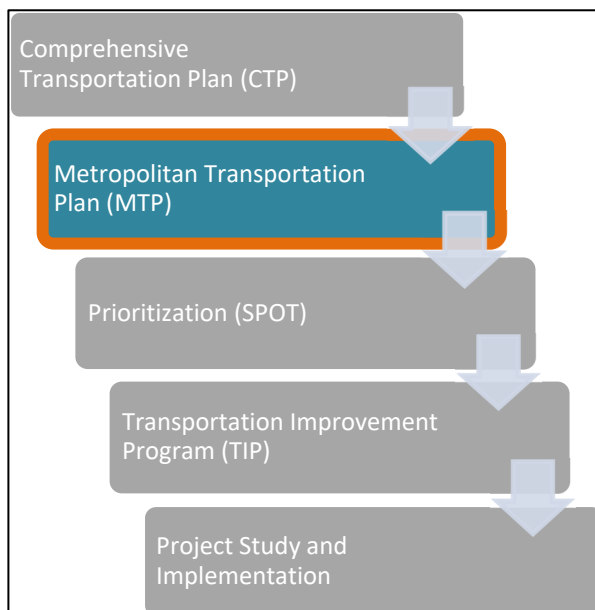 Comprehensive
Transportation Plan (CTP)
Metropolitan Transportation
Plan (MTP)
Prioritization (SPOT)
Transportation Improvement
Program (TIP)
Project Study and
Implementation